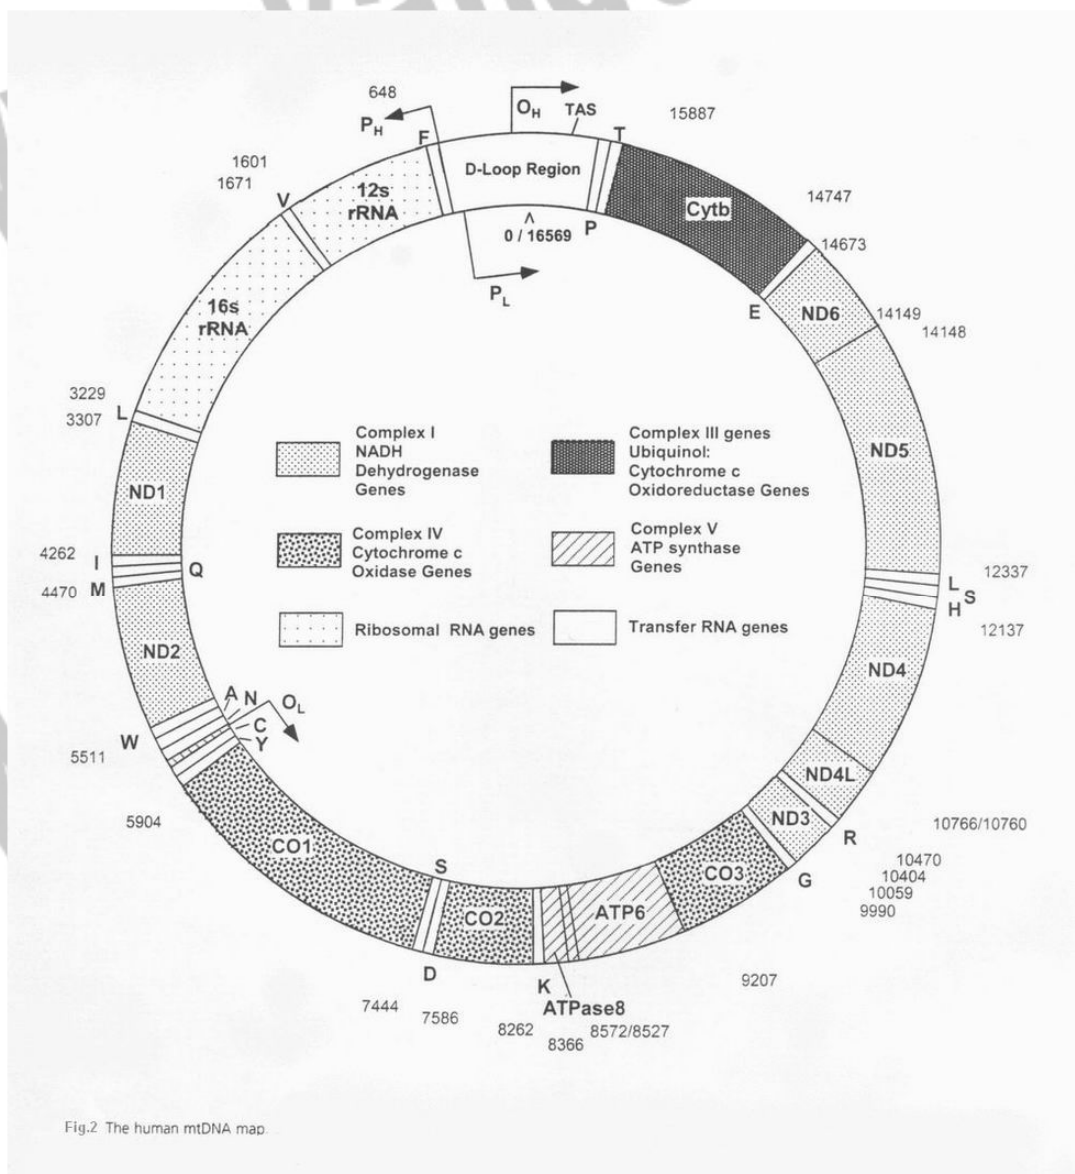 648
P_H
O_H
TAS
T
15887
F
1601
1671
V
12s
rRNA
D-Loop Region
Cytb
14747
0 / 16569
P
14673
P_L
E
ND6
14149
14148
16s
rRNA
3229
3307
L
Complex I
NADH
Dehydrogenase
Genes
Complex III genes
Ubiquinol:
Cytochrome c
Oxidoreductase Genes
ND5
ND1
Complex IV
Cytochrome c
Oxidase Genes
Complex V
ATP synthase
Genes
4262
I
M
4470
Q
12337
L
S
H
12137
Ribosomal RNA genes
Transfer RNA genes
ND2
ND4
A
N
O_L
C
Y
W
5511
ND4L
5904
ND3
R
10766/10760
CO1
S
CO3
G
10470
10404
10059
9990
CO2
ATP6
D
K
ATPase8
9207
7444
7586
8262
8366
8572/8527
Fig.2 The human mtDNA map.